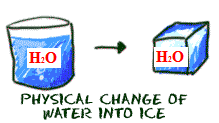 H₂O
H₂O
PHYSICAL CHANGE OF
WATER INTO ICE